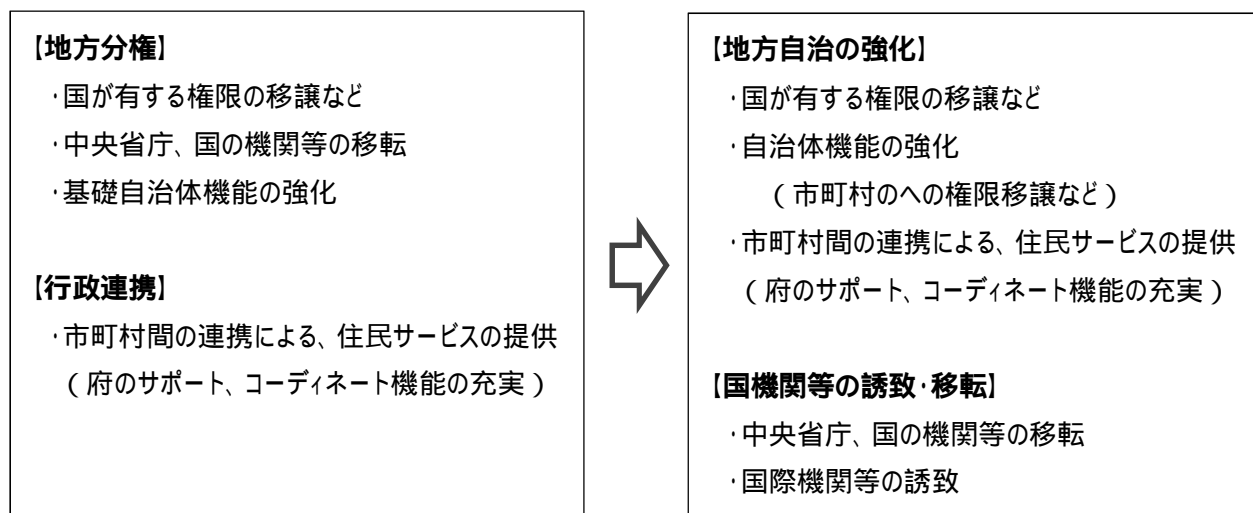 【地方分権】
・国が有する権限の移譲など
・中央省庁、国の機関等の移転
・基礎自治体機能の強化
【行政連携】
・市町村間の連携による、住民サービスの提供
（府のサポート、コーディネート機能の充実）
【地方自治の強化】
・国が有する権限の移譲など
・自治体機能の強化
（市町村のへの権限移譲など）
・市町村間の連携による、住民サービスの提供
（府のサポート、コーディネート機能の充実）
【国機関等の誘致・移転】
・中央省庁、国の機関等の移転
・国際機関等の誘致